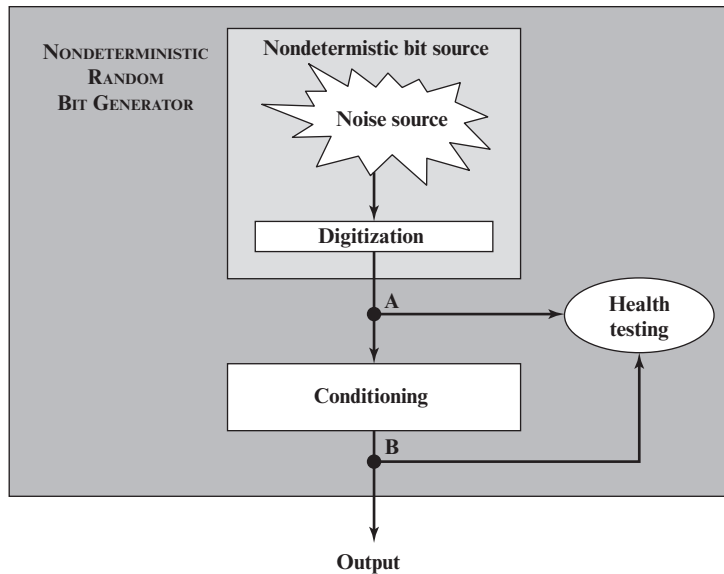 NONDETERMINISTIC
RANDOM
BIT GENERATOR
Nondetermistic bit source
Noise source
Digitization
A
Health
testing
Conditioning
B
Output